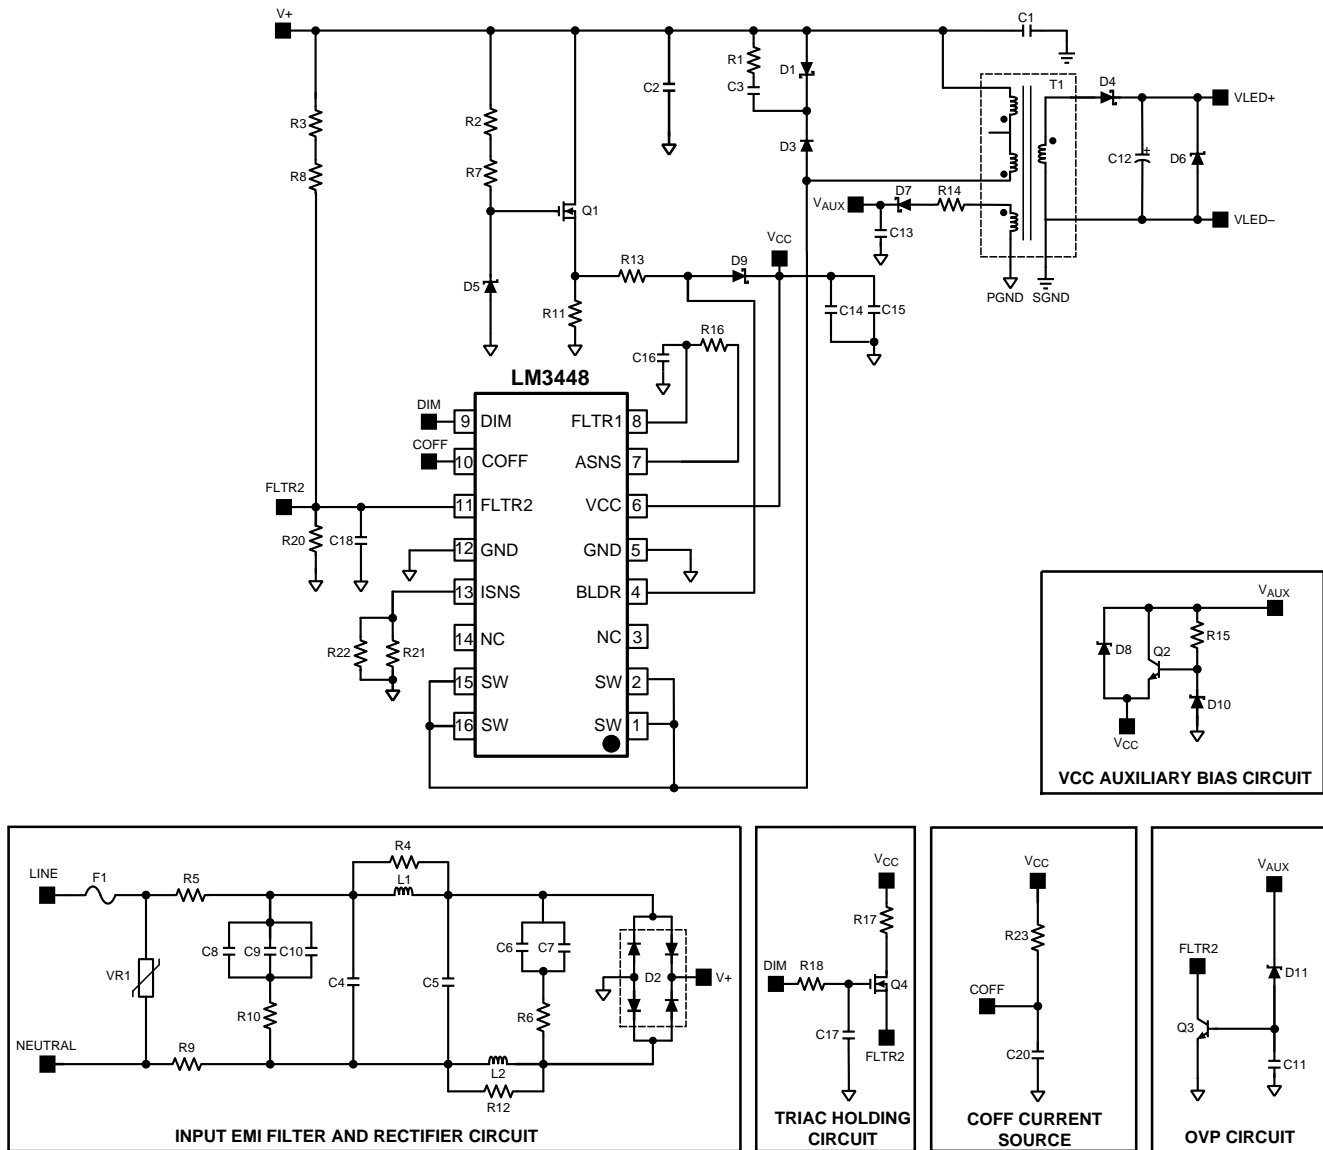 V+
C1
R1
D1
C3
C2
T1
D4
VLED+
R3
R2
D3
C12
+
D6
R8
R7
D7
R14
VAUX
Q1
C13
VLED–
VCC
R13
D9
D5
R11
C14
C15
PGND
SGND
R16
C16
LM3448
DIM
9 DIM
FLTR1 8
COFF
10 COFF
ASNS 7
FLTR2
11 FLTR2
VCC 6
R20
C18
12 GND
GND 5
13 ISNS
BLDR 4
R22
R21
14 NC
NC 3
15 SW
SW 2
16 SW
SW 1
VAUX
R15
D8
Q2
D10
VCC
VCC AUXILIARY BIAS CIRCUIT
R4
LINE
F1
R5
L1
C8
C9
C10
C6
C7
VR1
C4
C5
D2
V+
R10
R6
NEUTRAL
R9
L2
R12
INPUT EMI FILTER AND RECTIFIER CIRCUIT
VCC
R17
DIM
R18
Q4
C17
FLTR2
TRIAC HOLDING
CIRCUIT
VCC
R23
COFF
C20
COFF CURRENT
SOURCE
VAUX
FLTR2
D11
Q3
C11
OVP CIRCUIT